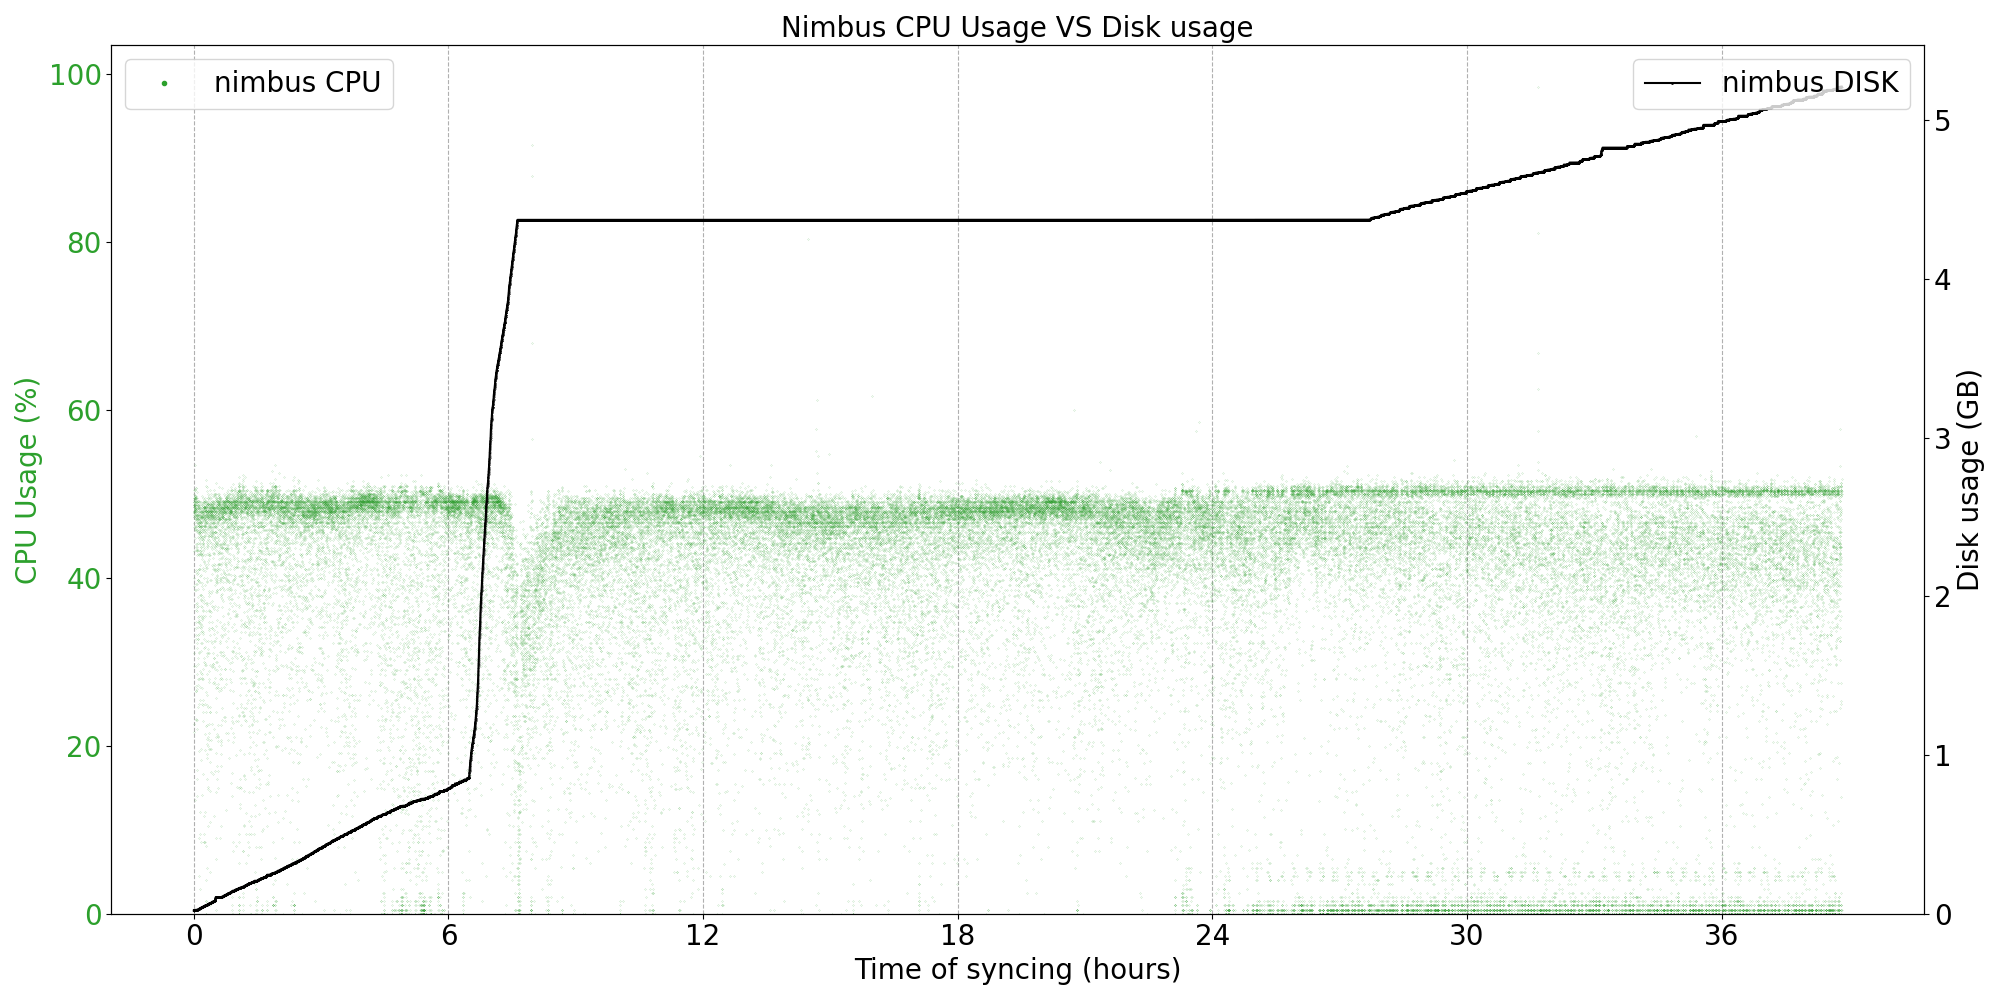 Nimbus CPU Usage VS Disk usage
nimbus CPU
nimbus DISK
CPU Usage (%)
100
80
60
40
20
0
Disk usage (GB)
5
4
3
2
1
0
0 6 12 18 24 30 36
Time of syncing (hours)